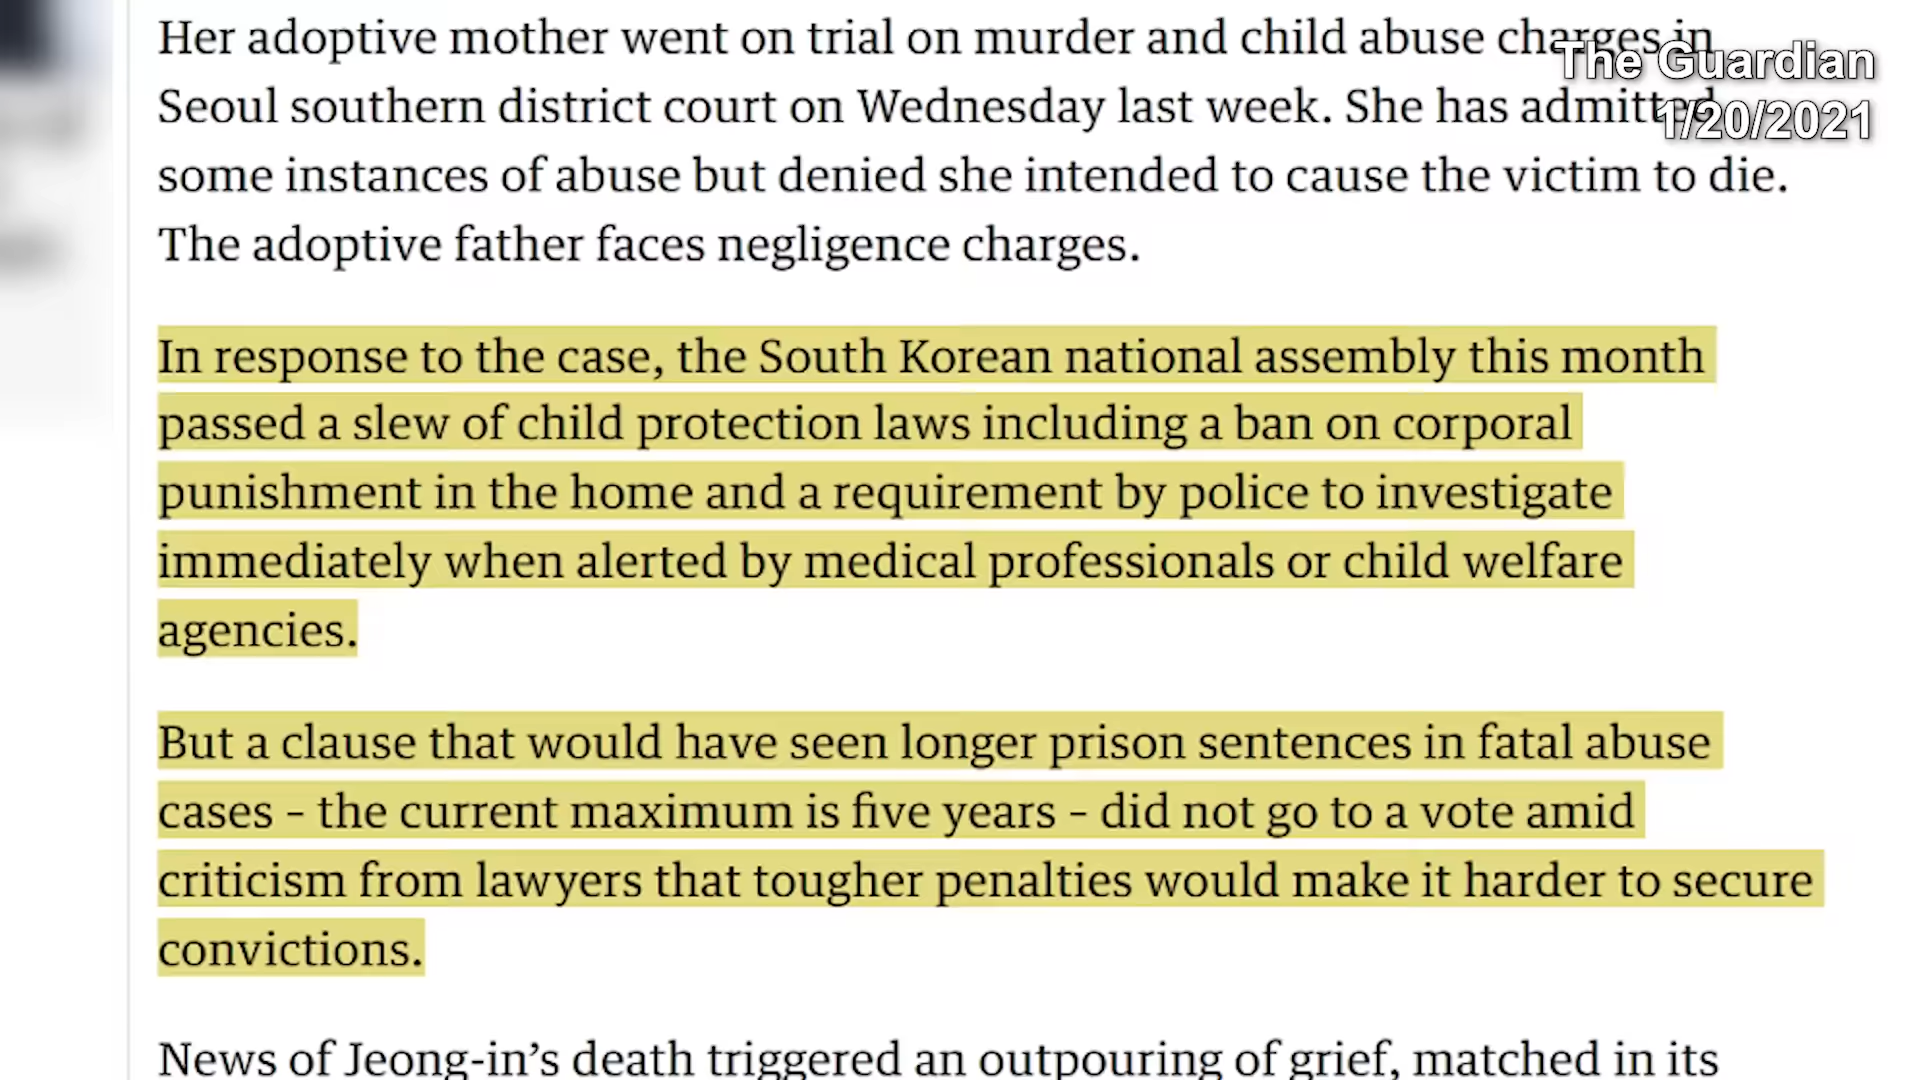 Her adoptive mother went on trial on murder and child abuse charges in
The Guardian
Seoul southern district court on Wednesday last week. She has admitted
1/20/2021
some instances of abuse but denied she intended to cause the victim to die.
The adoptive father faces negligence charges.
In response to the case, the South Korean national assembly this month
passed a slew of child protection laws including a ban on corporal
punishment in the home and a requirement by police to investigate
immediately when alerted by medical professionals or child welfare
agencies.
But a clause that would have seen longer prison sentences in fatal abuse
cases – the current maximum is five years – did not go to a vote amid
criticism from lawyers that tougher penalties would make it harder to secure
convictions.
News of Jeong-in’s death triggered an outpouring of grief, matched in its